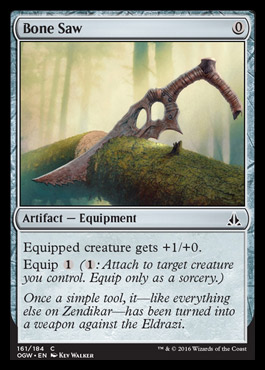 Bone Saw 0
Artifact — Equipment
Equipped creature gets +1/+0.
Equip 1 (1: Attach to target creature
you control. Equip only as a sorcery.)
Once a simple tool, it—like everything
else on Zendikar—has been turned into
a weapon against the Eldrazi.
161/184 C
OGW • EN Kev Walker ™ & © 2016 Wizards of the Coast